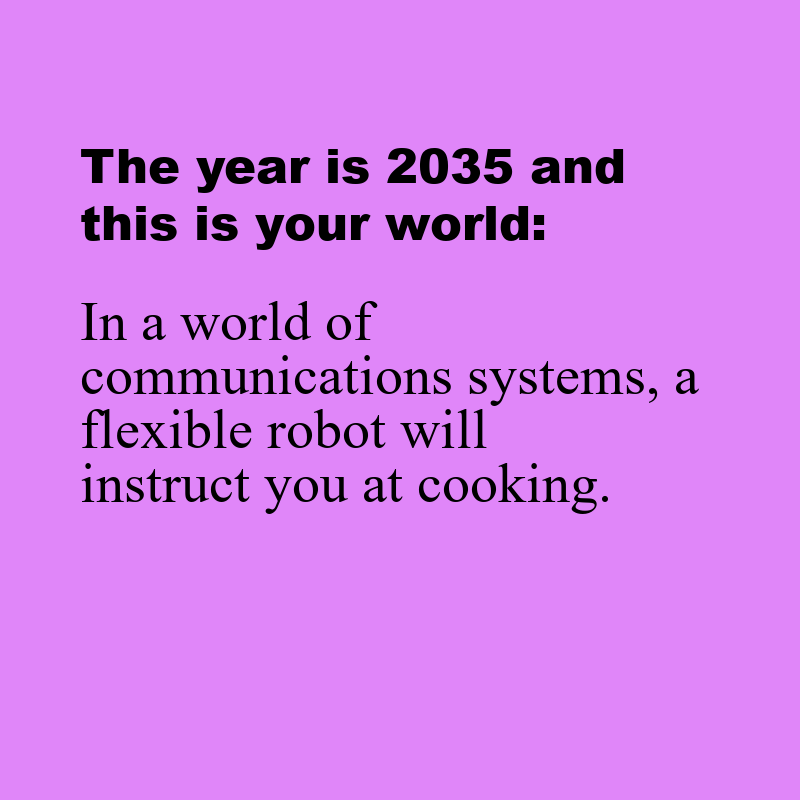 The year is 2035 and
this is your world:
In a world of
communications systems, a
flexible robot will
instruct you at cooking.